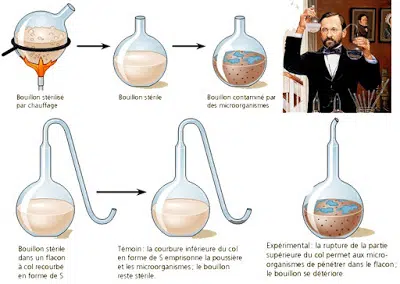 Bouillon stérilisé
par chauffage
Bouillon stérile
Bouillon contaminé par
des microorganismes
Bouillon stérile
dans un flacon
à col recourbé
en forme de S
Témoin : la courbure inférieure du col
en forme de S emprisonne la poussière
et les microorganismes ; le bouillon
reste stérile.
Expérimental : la rupture de la partie
supérieure du col permet aux micro-
organismes de pénétrer dans le flacon ;
le bouillon se détériore.